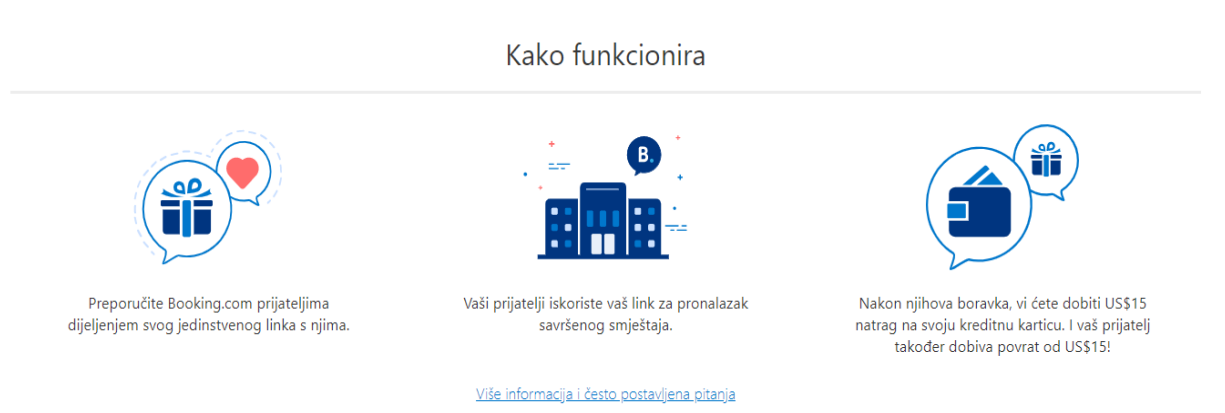 Kako funkcionira
B.
Preporučite Booking.com prijateljima
dijeljenjem svog jedinstvenog linka s njima.
Vaši prijatelji iskoriste vaš link za pronalazak
savršenog smještaja.
Nakon njihova boravka, vi ćete dobiti US$15
natrag na svoju kreditnu karticu. I vaš prijatelj
također dobiva povrat od US$15!
Više informacija i često postavljena pitanja